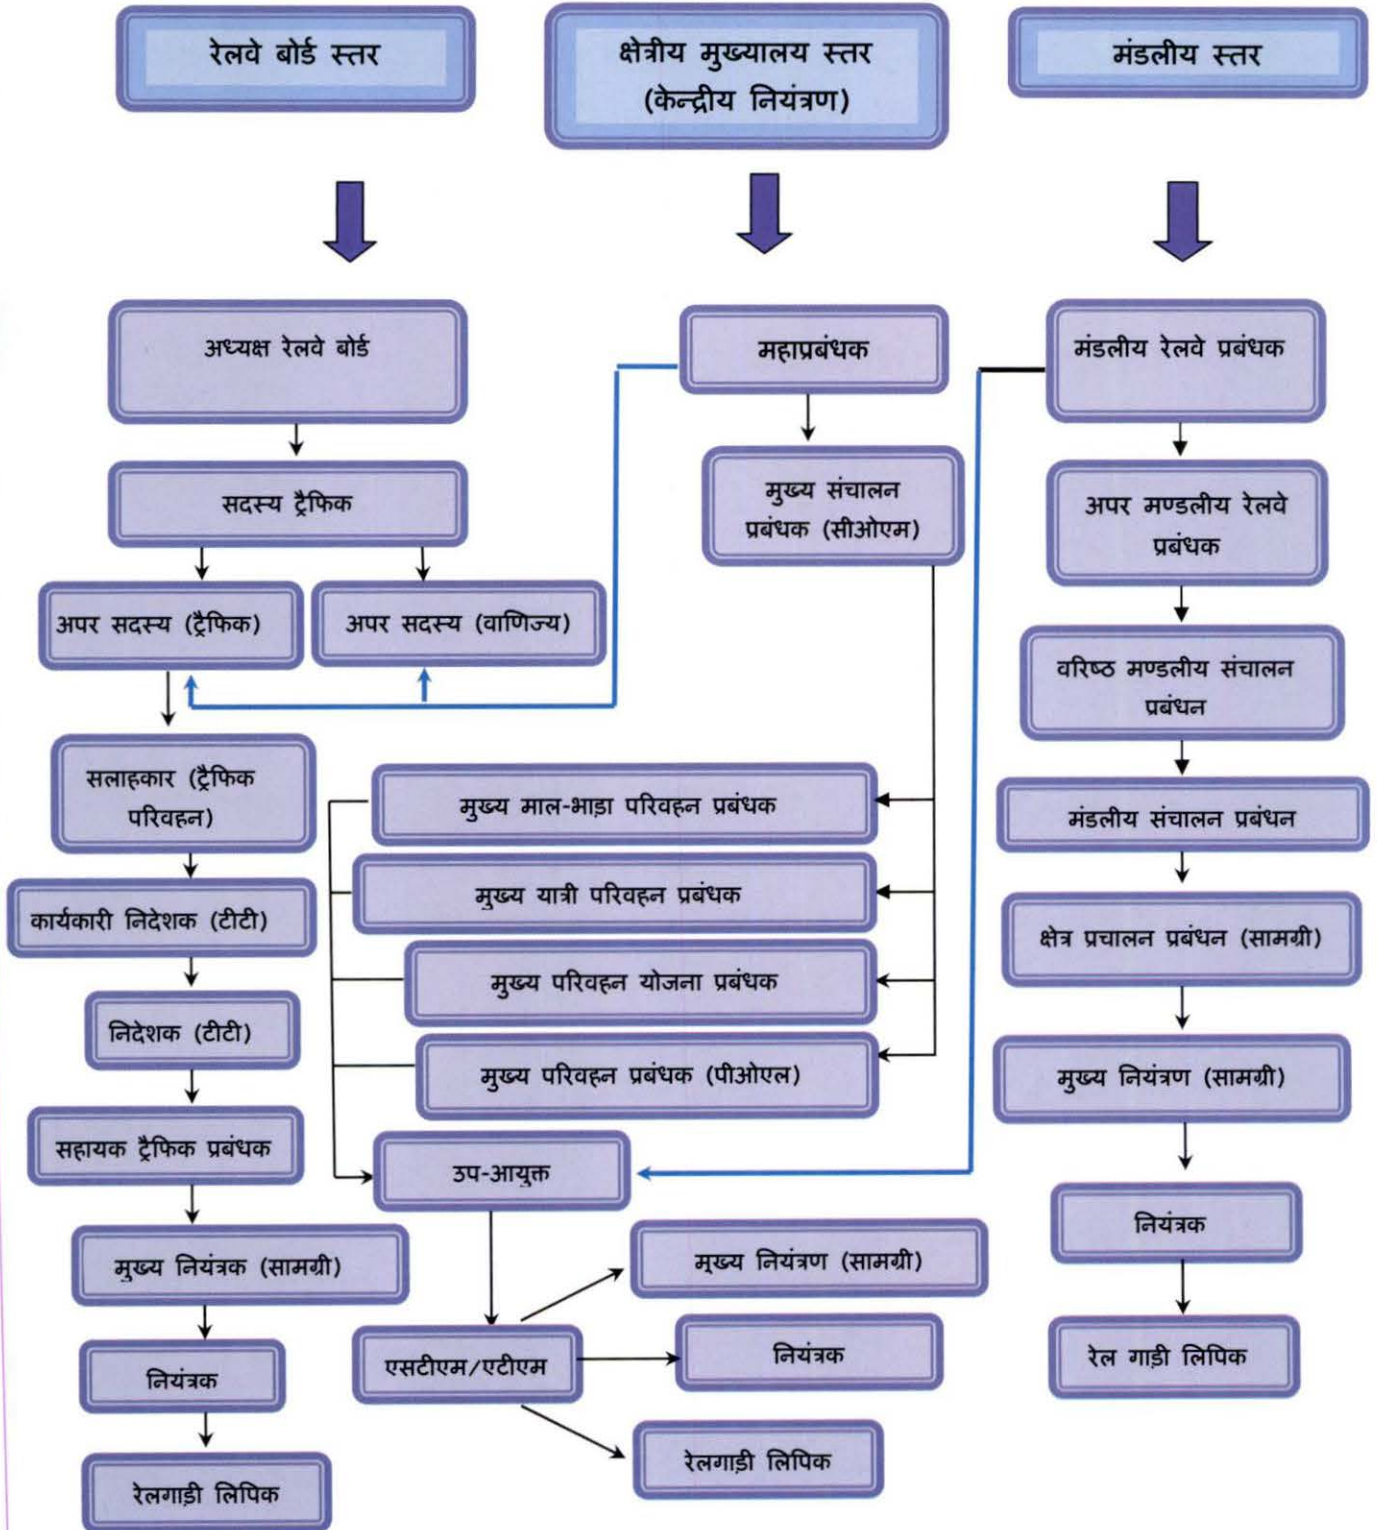 रेलवे बोर्ड स्तर
क्षेत्रीय मुख्यालय स्तर
(केन्द्रीय नियंत्रण)
मंडलीय स्तर
अध्यक्ष रेलवे बोर्ड
सदस्य ट्रैफिक
अपर सदस्य (ट्रैफिक)
अपर सदस्य (वाणिज्य)
सलाहकार (ट्रैफिक
परिवहन)
कार्यकारी निदेशक (टीटी)
निदेशक (टीटी)
सहायक ट्रैफिक प्रबंधक
मुख्य नियंत्रक (सामग्री)
नियंत्रक
रेलगाड़ी लिपिक
महाप्रबंधक
मुख्य संचालन
प्रबंधक (सीओएम)
मुख्य माल-भाड़ा परिवहन प्रबंधक
मुख्य यात्री परिवहन प्रबंधक
मुख्य परिवहन योजना प्रबंधक
मुख्य परिवहन प्रबंधक (पीओएल)
उप-आयुक्त
एसटीएम/एटीएम
मुख्य नियंत्रण (सामग्री)
नियंत्रक
रेलगाड़ी लिपिक
मंडलीय रेलवे प्रबंधक
अपर मण्डलीय रेलवे
प्रबंधक
वरिष्ठ मण्डलीय संचालन
प्रबंधन
मंडलीय संचालन प्रबंधन
क्षेत्र प्रचालन प्रबंधन (सामग्री)
मुख्य नियंत्रण (सामग्री)
नियंत्रक
रेल गाडी लिपिक